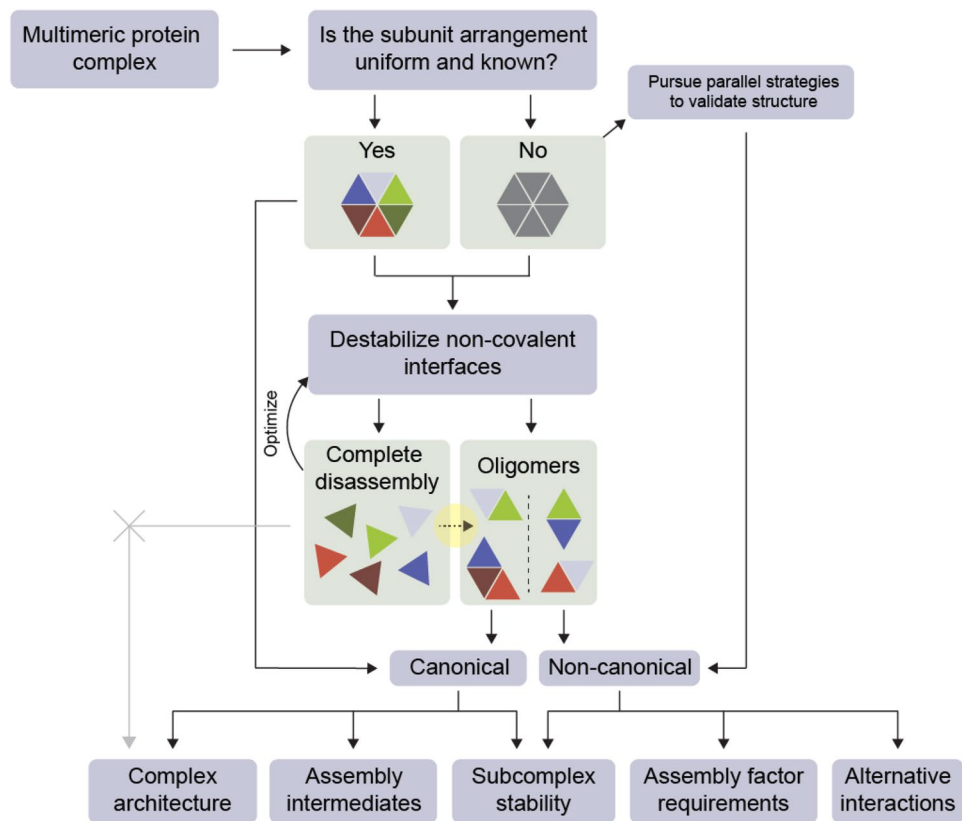 Multimeric protein
complex
Is the subunit arrangement
uniform and known?
Pursue parallel strategies
to validate structure
Yes
No
Destabilize non-covalent
interfaces
Optimize
Complete
disassembly
Oligomers
Canonical
Non-canonical
Complex
architecture
Assembly
intermediates
Subcomplex
stability
Assembly factor
requirements
Alternative
interactions